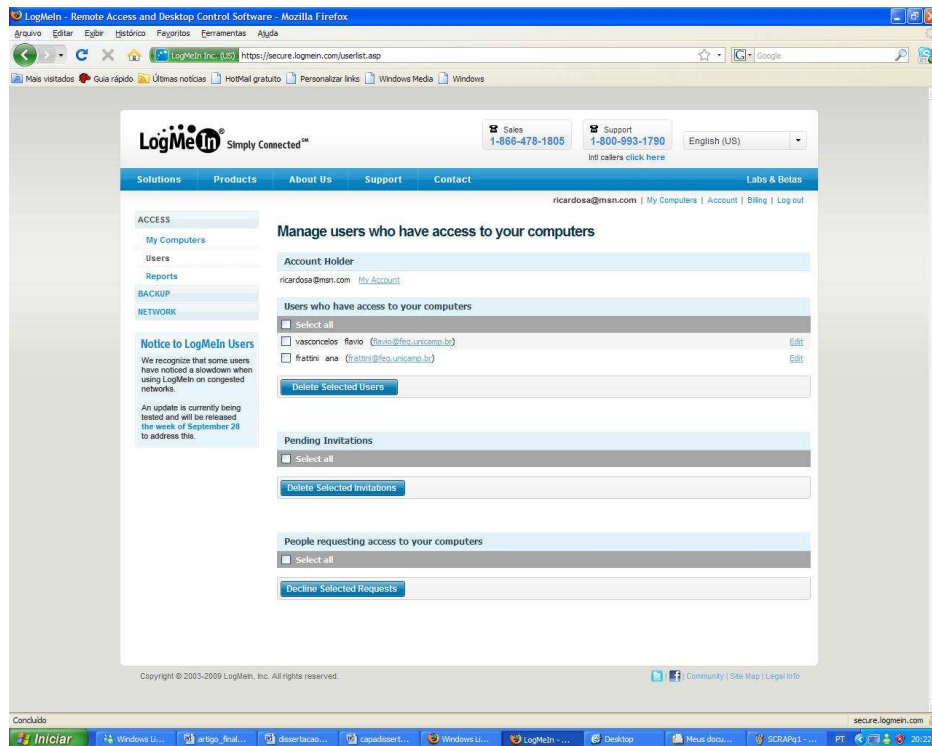 LogMeIn - Remote Access and Desktop Control Software - Mozilla Firefox
Arquivo Editar Exibir Histórico Favoritos Ferramentas Ajuda
LogMeIn Inc. (US) https://secure.logmein.com/userlist.asp
Google
Mais visitados Guia rápido Últimas notícias HotMail gratuito Personalizar links Windows Media Windows
LogMeIn® Simply Connected℠
Sales
1-866-478-1805
Support
1-800-993-1790
Intl callers click here
English (US)
Solutions Products About Us Support Contact Labs & Betas
ricardosa@msn.com | My Computers | Account | Billing | Log out
ACCESS
My Computers
Users
Reports
BACKUP
NETWORK
Notice to LogMeIn Users
We recognize that some users
have noticed a slowdown when
using LogMeIn on congested
networks.
An update is currently being
tested and will be released
the week of September 28
to address this.
Manage users who have access to your computers
Account Holder
ricardosa@msn.com My Account
Users who have access to your computers
Select all
vasconcelos flavio (flavio@feq.unicamp.br) Edit
frattini ana (frattini@feq.unicamp.br) Edit
Delete Selected Users
Pending Invitations
Select all
Delete Selected Invitations
People requesting access to your computers
Select all
Decline Selected Requests
Copyright © 2003-2009 LogMeIn, Inc. All rights reserved.
Community | Site Map | Legal Info
Concluído
secure.logmein.com
Iniciar Windows Li... artigo_final... dissertacao... capadissert... Windows Li... LogMeIn - ... Desktop Meus docu... SCRAPq1 - ... PT 20:22